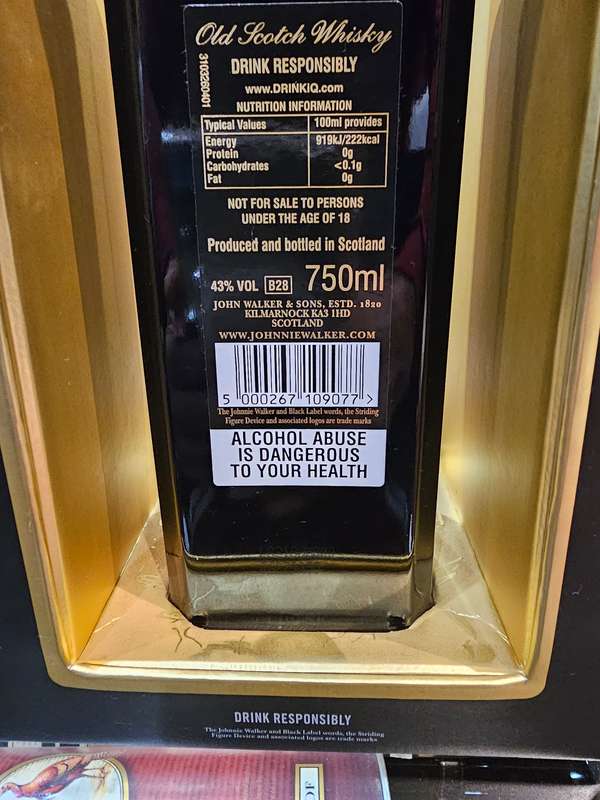 Old Scotch Whisky
3103260401
DRINK RESPONSIBLY
www.DRINKIQ.com
NUTRITION INFORMATION
Typical Values 100ml provides
Energy 919kJ/222kcal
Protein 0g
Carbohydrates <0.1g
Fat 0g
NOT FOR SALE TO PERSONS
UNDER THE AGE OF 18
Produced and bottled in Scotland
43% VOL B28 750ml
JOHN WALKER & SONS, ESTD. 1820
KILMARNOCK KA3 1HD
SCOTLAND
WWW.JOHNNIEWALKER.COM
5 000267 109077 >
The Johnnie Walker and Black Label words, the Striding
Figure Device and associated logos are trade marks
ALCOHOL ABUSE
IS DANGEROUS
TO YOUR HEALTH
DRINK RESPONSIBLY
The Johnnie Walker and Black Label words, the Striding
Figure Device and associated logos are trade marks
OF